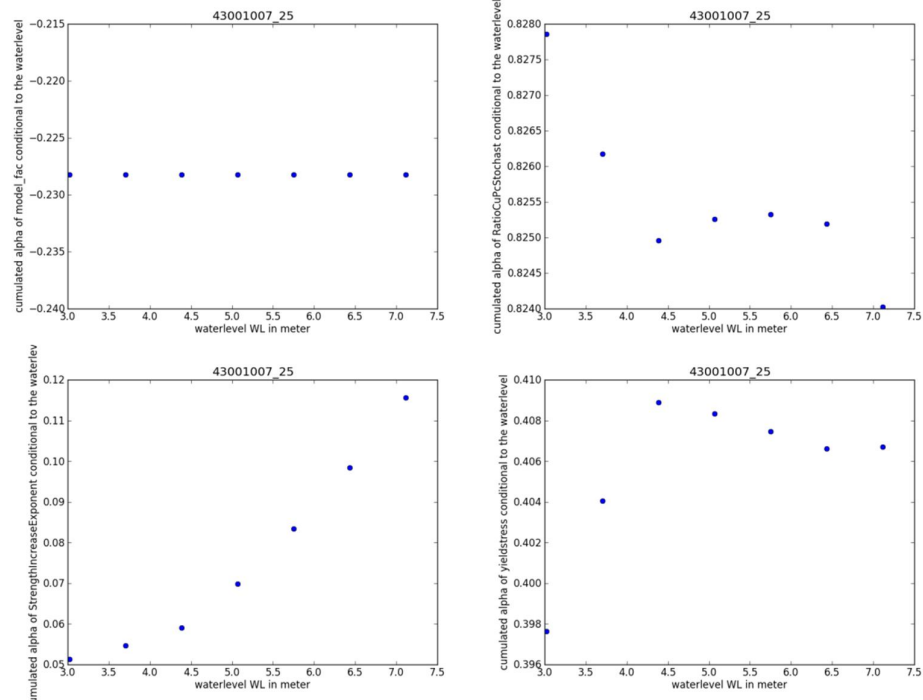 43001007_25
cumulated alpha of model_fac conditional to the waterlevel
−0.215
−0.220
−0.225
−0.230
−0.235
−0.240
3.0 3.5 4.0 4.5 5.0 5.5 6.0 6.5 7.0 7.5
waterlevel WL in meter
43001007_25
cumulated alpha of RatioCuPcStochast conditional to the waterlevel
0.8280
0.8275
0.8270
0.8265
0.8260
0.8255
0.8250
0.8245
0.8240
3.0 3.5 4.0 4.5 5.0 5.5 6.0 6.5 7.0 7.5
waterlevel WL in meter
43001007_25
umulated alpha of StrengthIncreaseExponent conditional to the waterlev
0.12
0.11
0.10
0.09
0.08
0.07
0.06
0.05
3.0 3.5 4.0 4.5 5.0 5.5 6.0 6.5 7.0 7.5
waterlevel WL in meter
43001007_25
cumulated alpha of yieldstress conditional to the waterlevel
0.410
0.408
0.406
0.404
0.402
0.400
0.398
0.396
3.0 3.5 4.0 4.5 5.0 5.5 6.0 6.5 7.0 7.5
waterlevel WL in meter